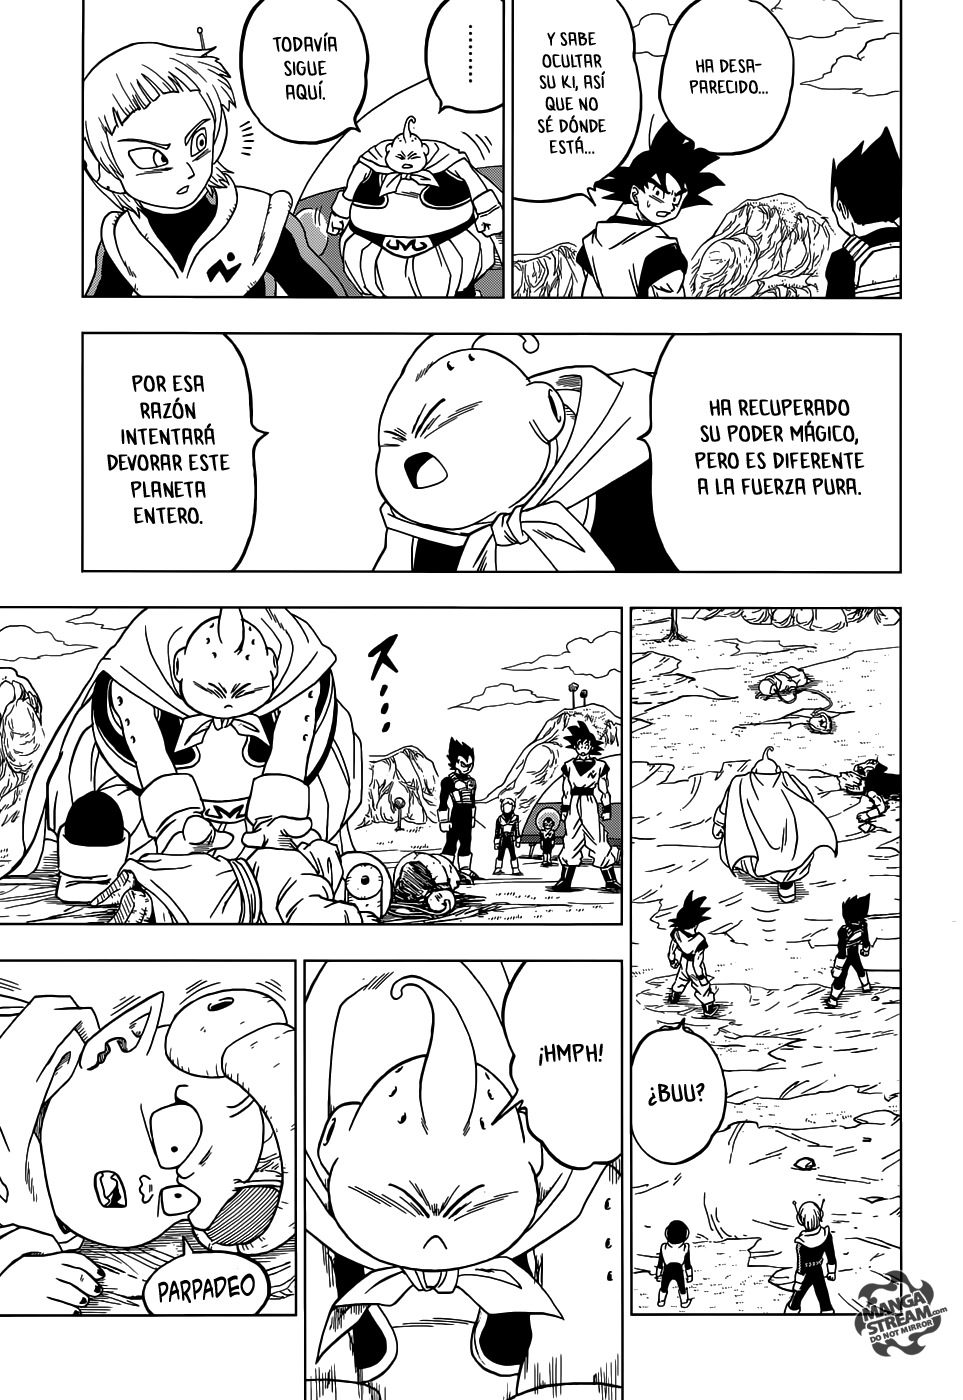 HA DESA-
PARECIDO...
Y SABE
OCULTAR
SU KI, ASÍ
QUE NO
SÉ DÓNDE
ESTÁ...
.........
TODAVÍA
SIGUE
AQUÍ.
HA RECUPERADO
SU PODER MÁGICO,
PERO ES DIFERENTE
A LA FUERZA PURA.
POR ESA
RAZÓN
INTENTARÁ
DEVORAR ESTE
PLANETA
ENTERO.
¿BUU?
ス...
¡HMPH!
PARPADEO
MANGA
STREAM.com
DO NOT MIRROR!